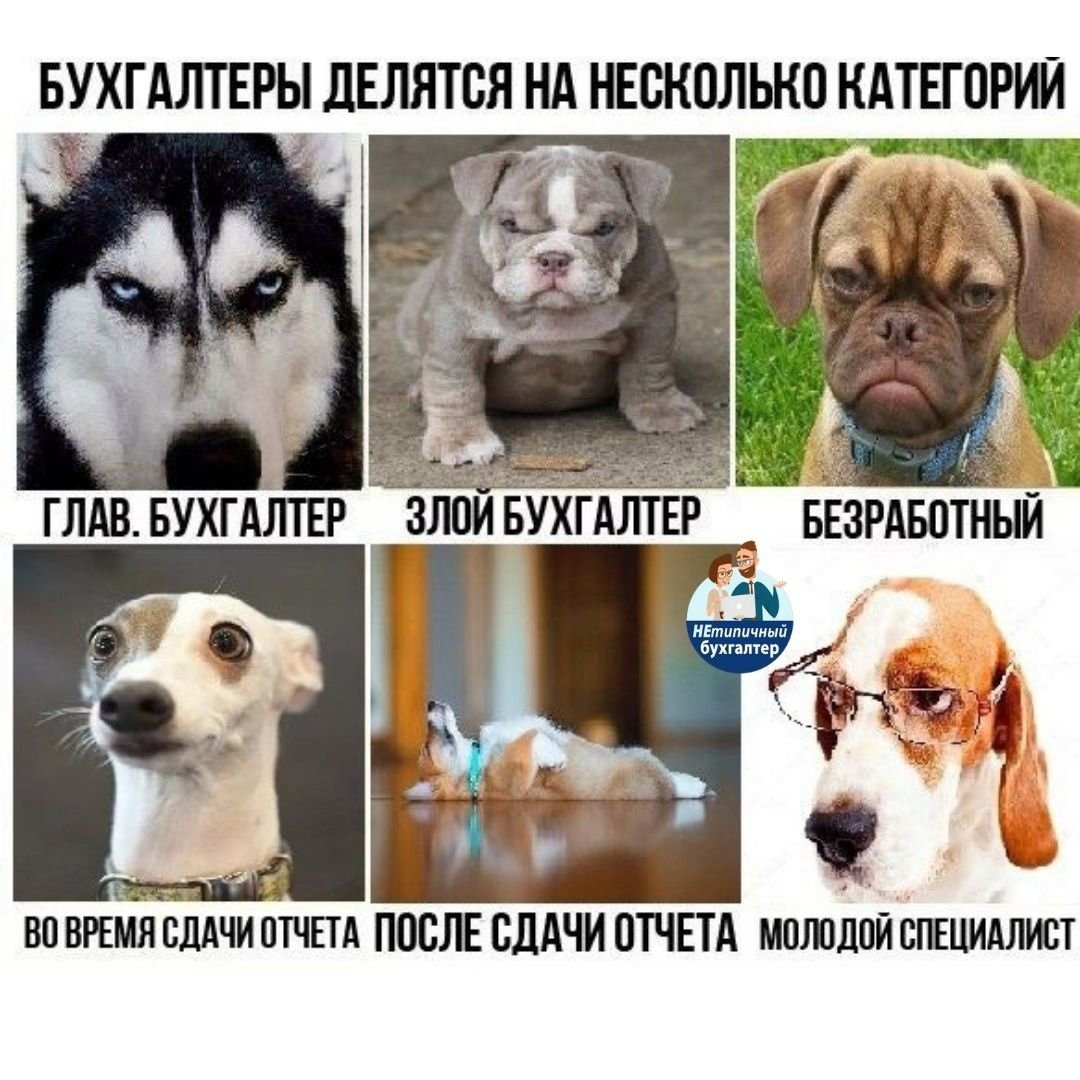 БУХГАЛТЕРЫ ДЕЛЯТСЯ НА НЕСКОЛЬКО КАТЕГОРИЙ
ГЛАВ. БУХГАЛТЕР
ЗЛОЙ БУХГАЛТЕР
БЕЗРАБОТНЫЙ
НЕтипичный
бухгалтер
ВО ВРЕМЯ СДАЧИ ОТЧЕТА
ПОСЛЕ СДАЧИ ОТЧЕТА
МОЛОДОЙ СПЕЦИАЛИСТ